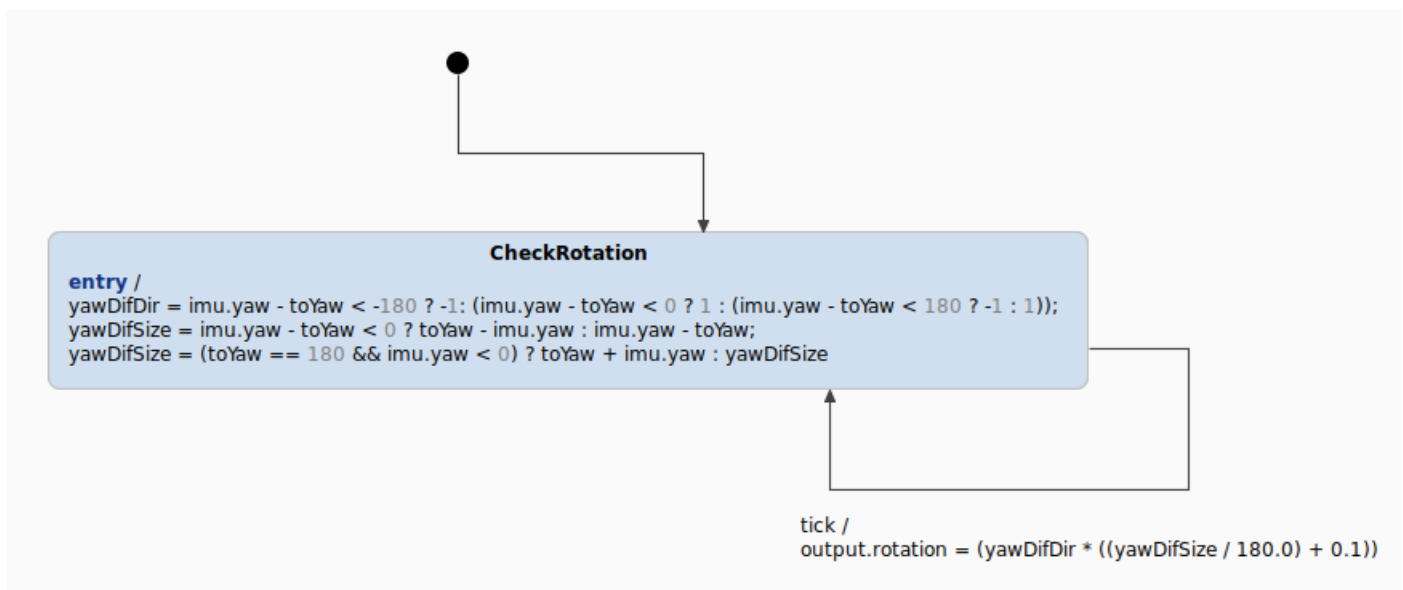 CheckRotation
entry /
yawDifDir = imu.yaw - toYaw < -180 ? -1: (imu.yaw - toYaw < 0 ? 1 : (imu.yaw - toYaw < 180 ? -1 : 1));
yawDifSize = imu.yaw - toYaw < 0 ? toYaw - imu.yaw : imu.yaw - toYaw;
yawDifSize = (toYaw == 180 && imu.yaw < 0) ? toYaw + imu.yaw : yawDifSize
tick /
output.rotation = (yawDifDir * ((yawDifSize / 180.0) + 0.1))